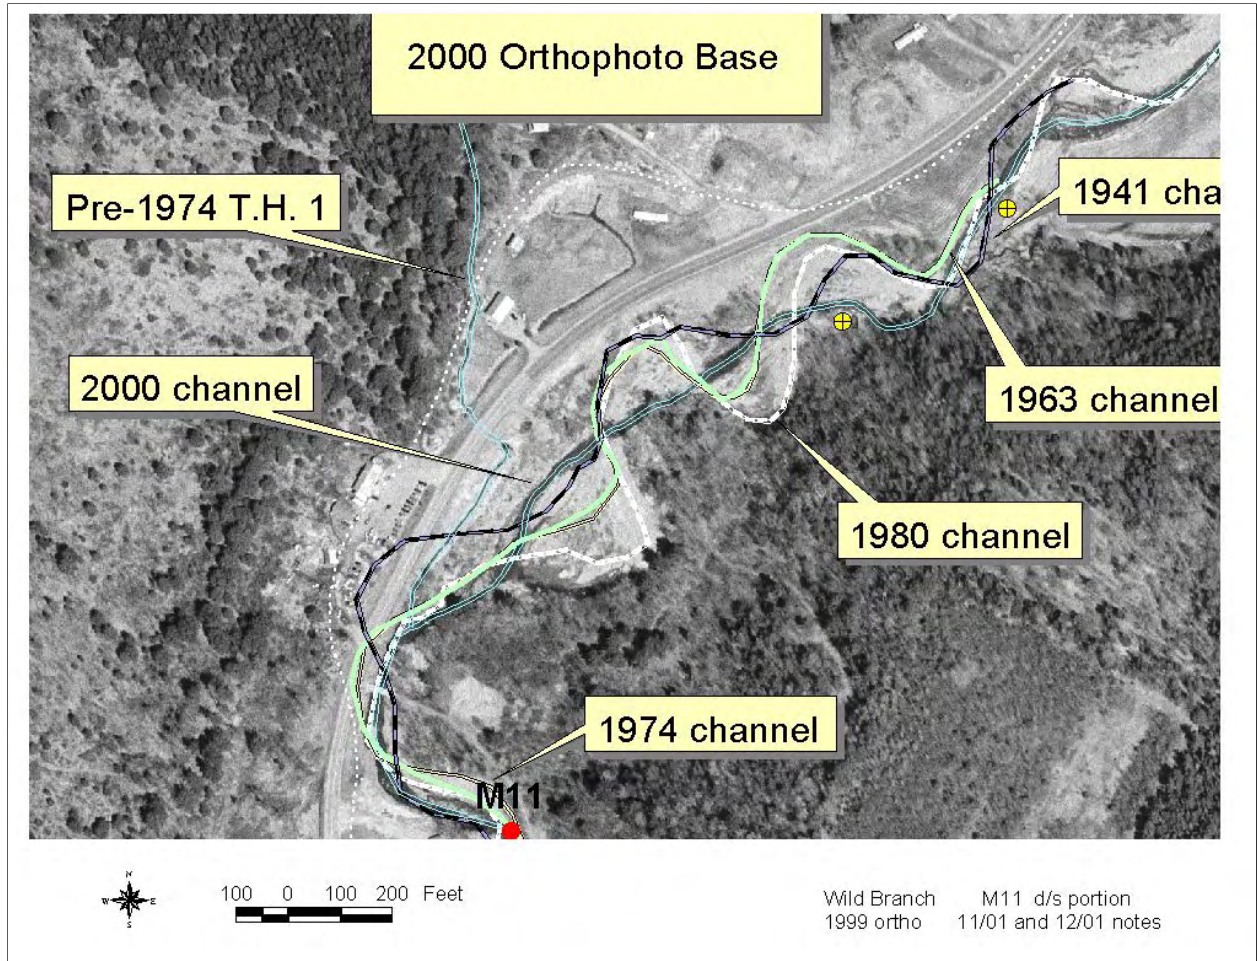 2000 Orthophoto Base
Pre-1974 T.H. 1
1941 cha
2000 channel
1963 channel
1980 channel
1974 channel
M11
N
W E
S
100 0 100 200 Feet
Wild Branch M11 d/s portion
1999 ortho 11/01 and 12/01 notes